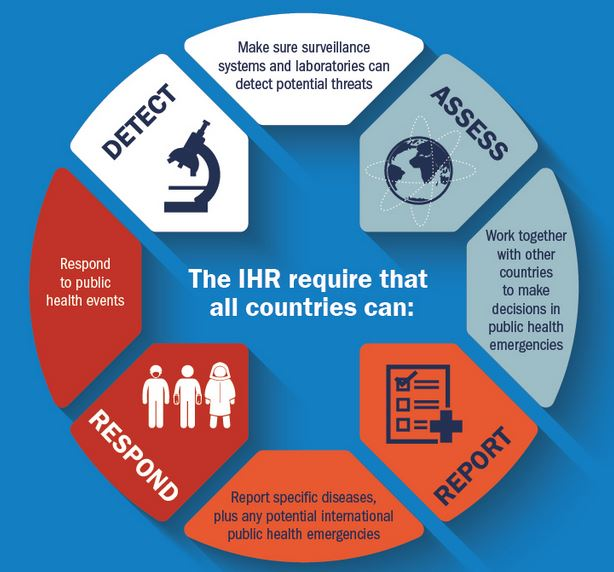 The IHR require that
all countries can:
DETECT
Make sure surveillance
systems and laboratories can
detect potential threats
ASSESS
Work together
with other
countries
to make
decisions in
public health
emergencies
REPORT
Report specific diseases,
plus any potential international
public health emergencies
RESPOND
Respond
to public
health events